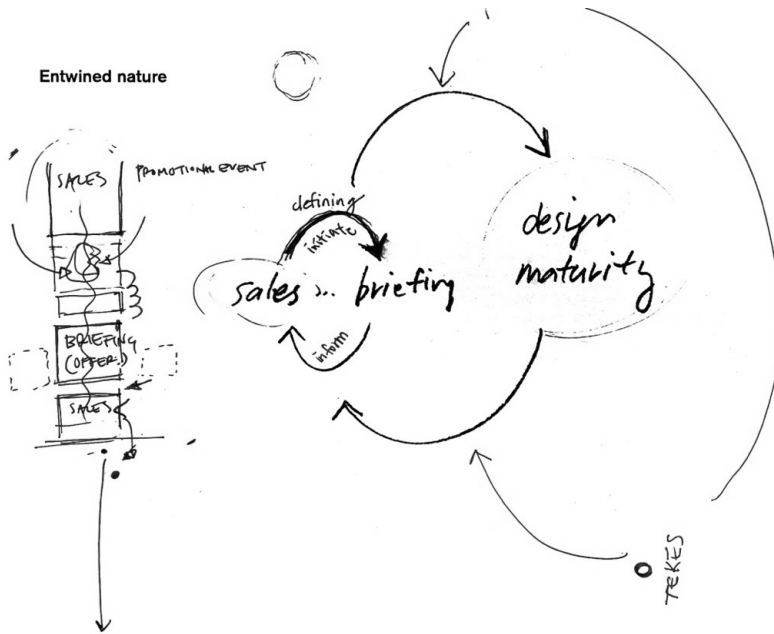 Entwined nature
SALES
PROMOTIONAL EVENT
BRIEFING
(OFFER)
SALES
defining
initiate
sales ... briefing
inform
design
maturity
TEKES